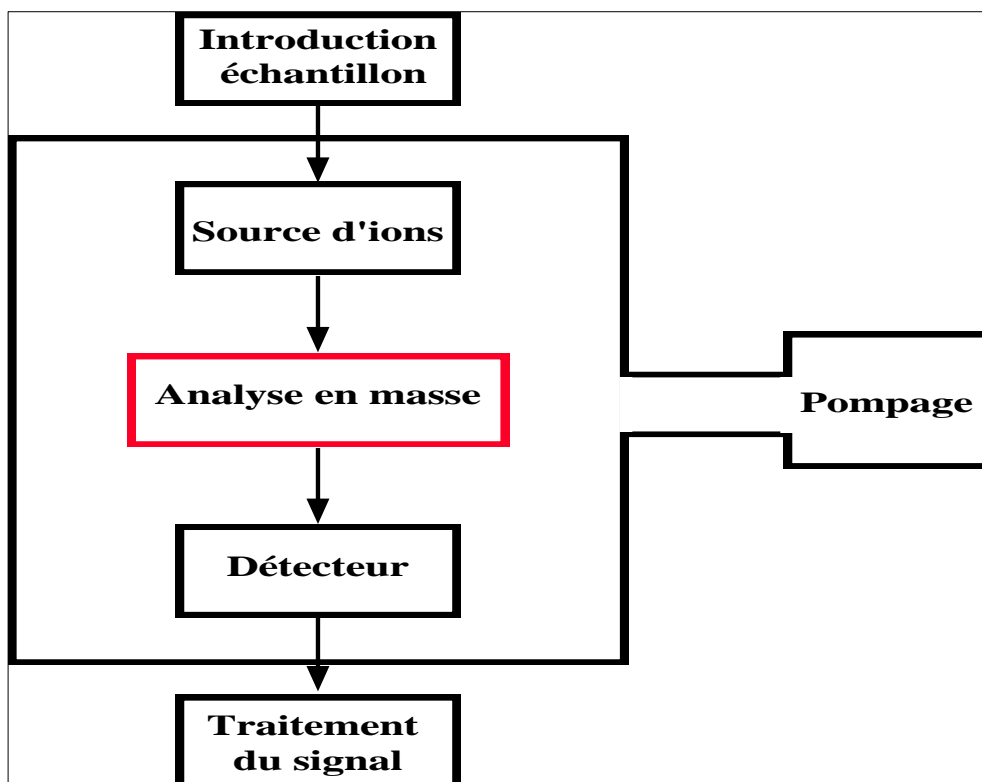 Introduction
échantillon
Source d'ions
Analyse en masse
Pompage
Détecteur
Traitement
du signal